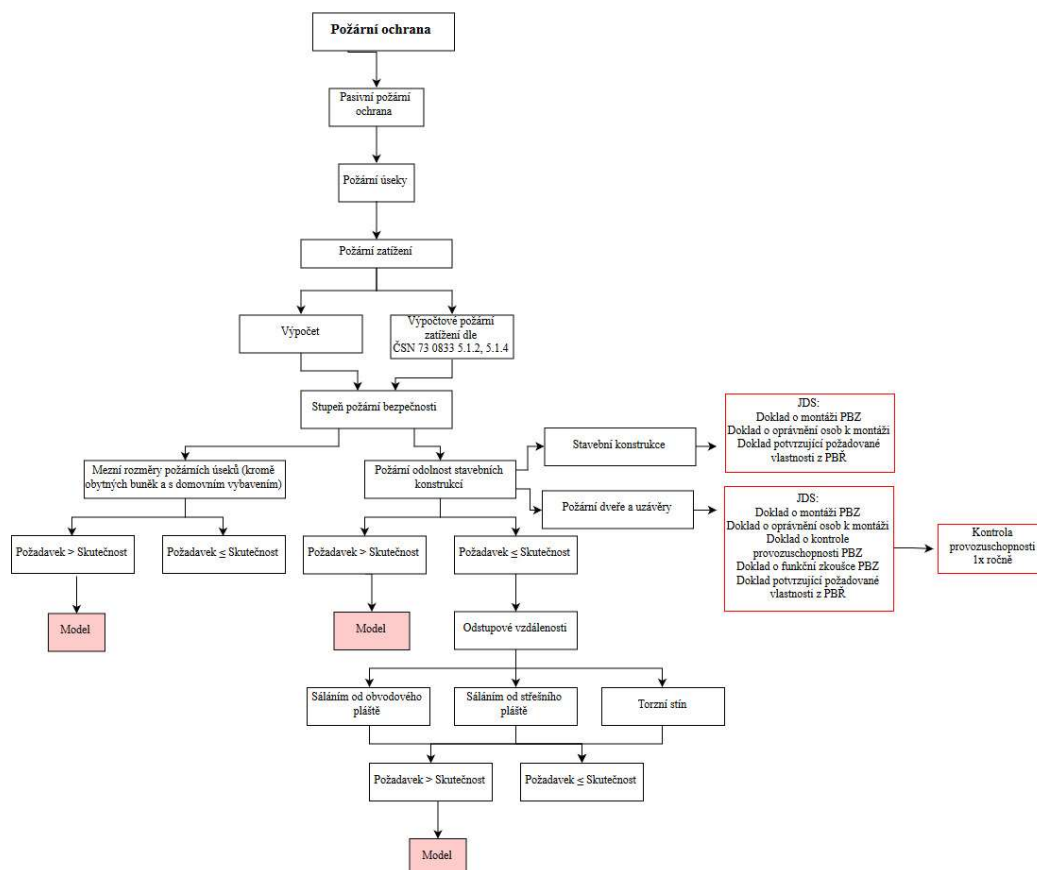 Požární ochrana
Pasivní požární
ochrana
Požární úseky
Požární zatížení
Výpočet
Výpočtové požární
zatížení dle
ČSN 73 0833 5.1.2, 5.1.4
Stupeň požární bezpečnosti
Mezní rozměry požárních úseků (kromě
obytných buněk a s domovním vybavením)
Požární odolnost stavebních
konstrukcí
Stavební konstrukce
JDS:
Doklad o montáži PBZ
Doklad o oprávnění osob k montáži
Doklad potvrzující požadované
vlastnosti z PBŘ
Požární dveře a uzávěry
JDS:
Doklad o montáži PBZ
Doklad o oprávnění osob k montáži
Doklad o kontrole
provozuschopnosti PBZ
Doklad o funkční zkoušce PBZ
Doklad potvrzující požadované
vlastnosti z PBŘ
Kontrola
provozuschopnosti
1x ročně
Požadavek > Skutečnost
Požadavek ≤ Skutečnost
Požadavek > Skutečnost
Požadavek ≤ Skutečnost
Model
Model
Odstupové vzdálenosti
Sáláním od obvodového
pláště
Sáláním od střešního
pláště
Torzní stín
Požadavek > Skutečnost
Požadavek ≤ Skutečnost
Model